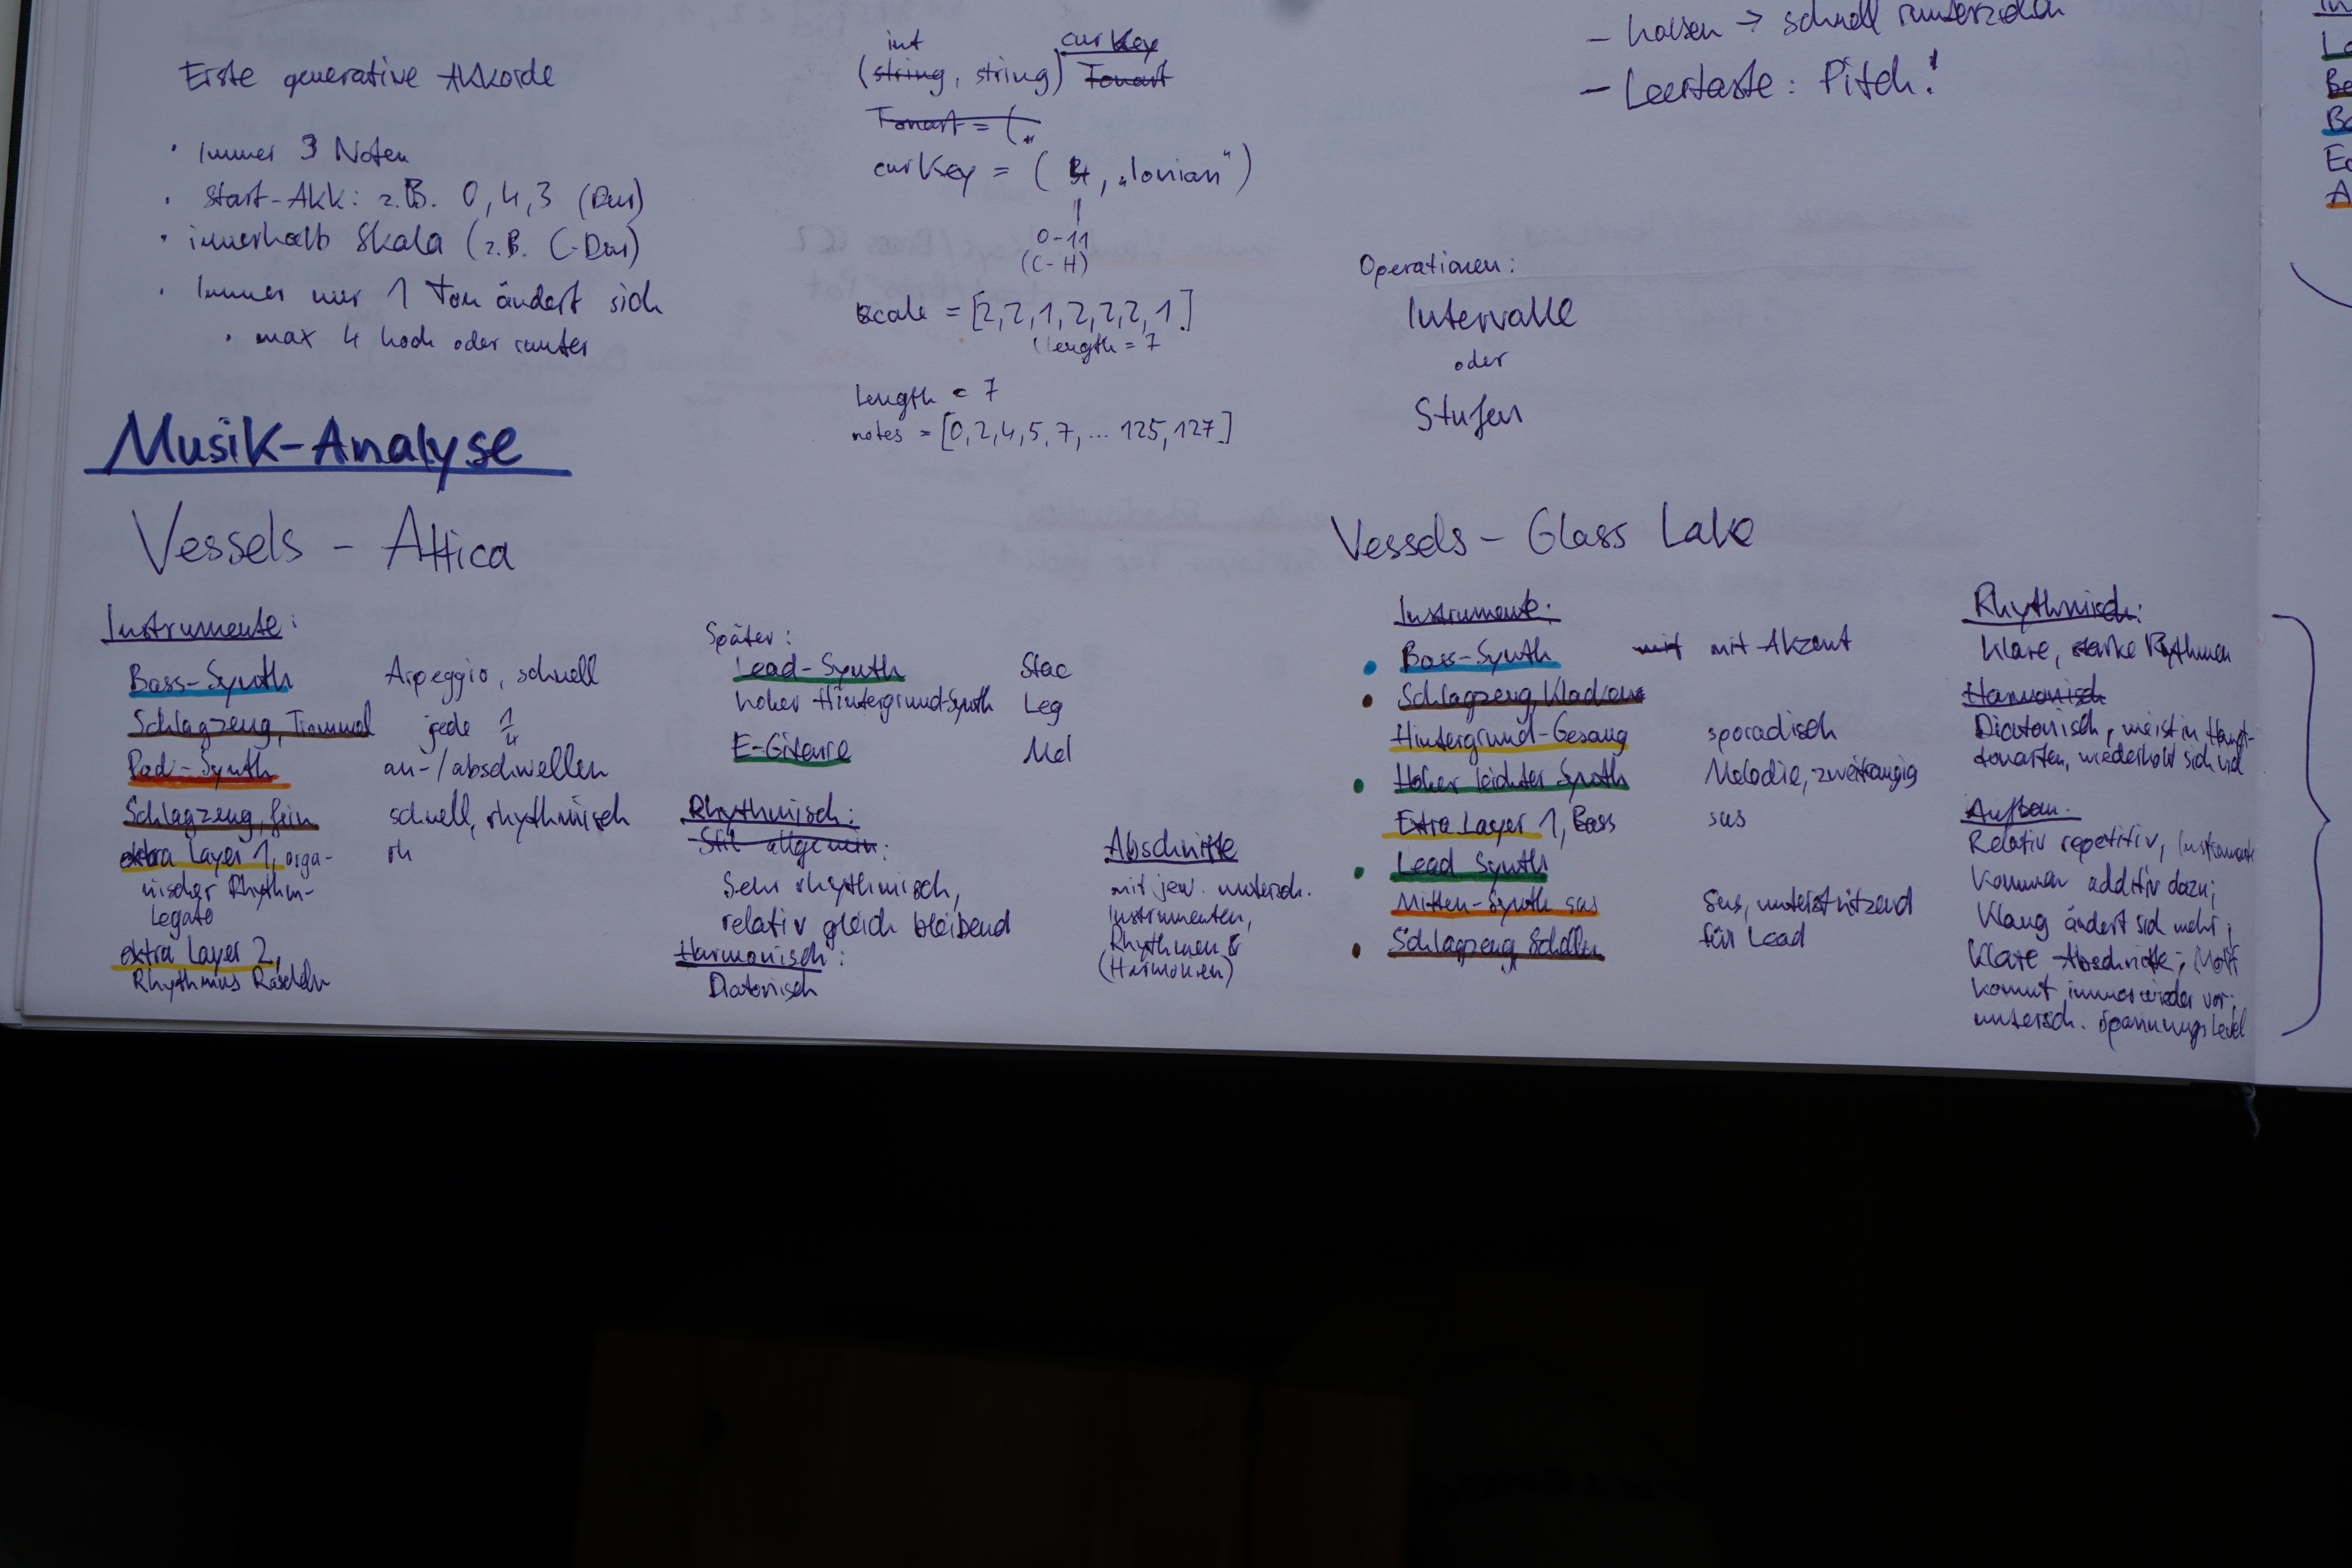 Erste generative Akkorde
• Immer 3 Noten
• Start-Akk: z.B. 0, 4, 3 (Dur)
• innerhalb Skala (z.B. C-Dur)
• Immer nur 1 Ton ändert sich
• max 4 hoch oder runter
int curKey
(string, string) Tonart
Tonart = („
curKey = ( 4, „Ionian“)
0-11
(C-H)
scale = [2,2,1,2,2,2,1]
length = 7
length = 7
notes = [0,2,4,5,7,... 125,127]
→ schnell runterziehen
- Leertaste: Pitch!
Operationen:
Intervalle
oder
Stufen
Musik-Analyse
Vessels - Attica
Instrumente:
Bass-Synth Arpeggio, schnell
Schlagzeug, Trommel jede 1/4
Pad-Synth an-/abschwellen
Schlagzeug, fein schnell, rhythmisch
extra Layer 1, orga- rh
nischer Rhythm-
Legato
extra Layer 2,
Rhythmus Rascheln
Später:
Lead-Synth Stac
hoher Hintergrund-Synth Leg
E-Gitarre Mel
Rhythmisch:
Stil allgemein:
Sehr rhythmisch,
relativ gleich bleibend
Harmonisch:
Diatonisch
Abschnitte
mit jew. untersch.
Instrumenten,
Rhythmen &
(Harmonien)
Vessels - Glass Lake
Instrumente:
• Bass-Synth mit mit Akzent
• Schlagzeug,
Hintergrund-Gesang sporadisch
• Hoher leichter Synth Melodie, zweitrangig
Extra Layer 1, Bass sus
• Lead Synth
Mitten-Synth sus Sus, unterstützend
für Lead
• Schlagzeug Schellen
Rhythmisch:
Klare, starke Rythmen
Harmonisch
Diatonisch, meist in Haupt-
tonarten, wiederholt sich viel
Aufbau:
Relativ repetitiv, Instrumente
kommen additiv dazu;
Klang ändert sich mehr;
Klare Abschnitte; Motiv
kommt immer wieder vor;
untersch. Spannungslevel